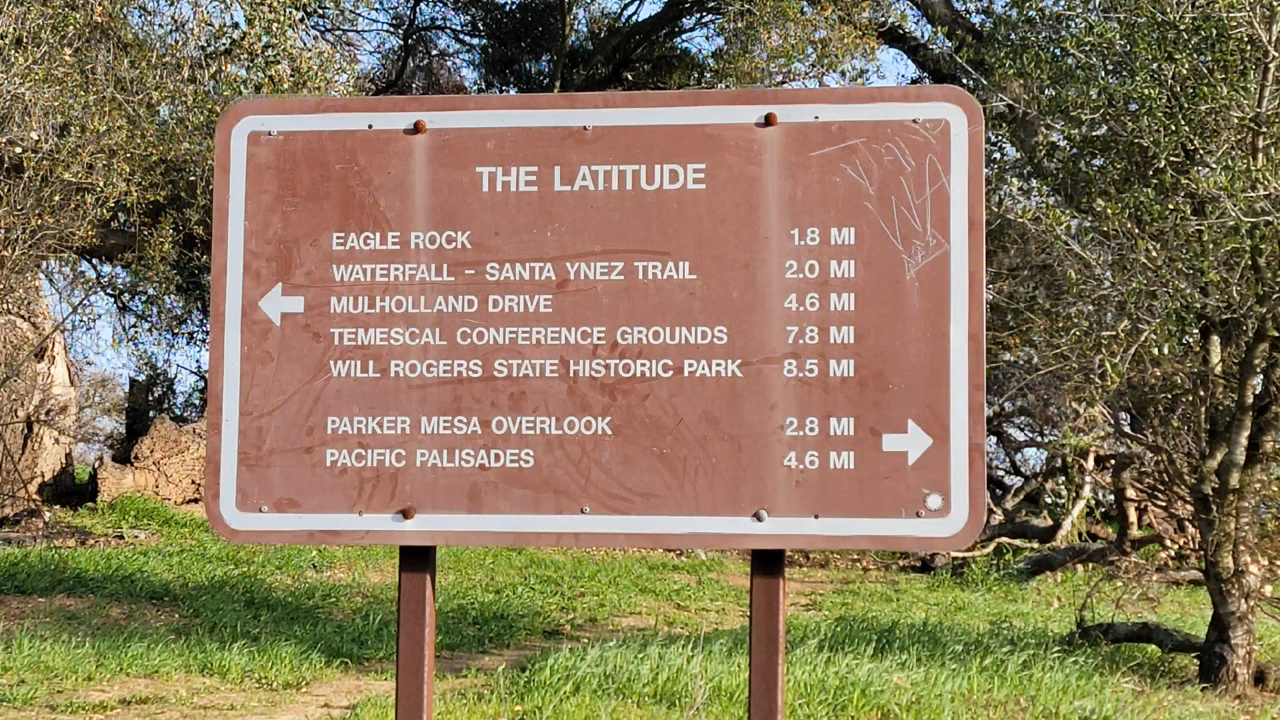 THE LATITUDE
EAGLE ROCK 1.8 MI
WATERFALL - SANTA YNEZ TRAIL 2.0 MI
MULHOLLAND DRIVE 4.6 MI
TEMESCAL CONFERENCE GROUNDS 7.8 MI
WILL ROGERS STATE HISTORIC PARK 8.5 MI
PARKER MESA OVERLOOK 2.8 MI
PACIFIC PALISADES 4.6 MI